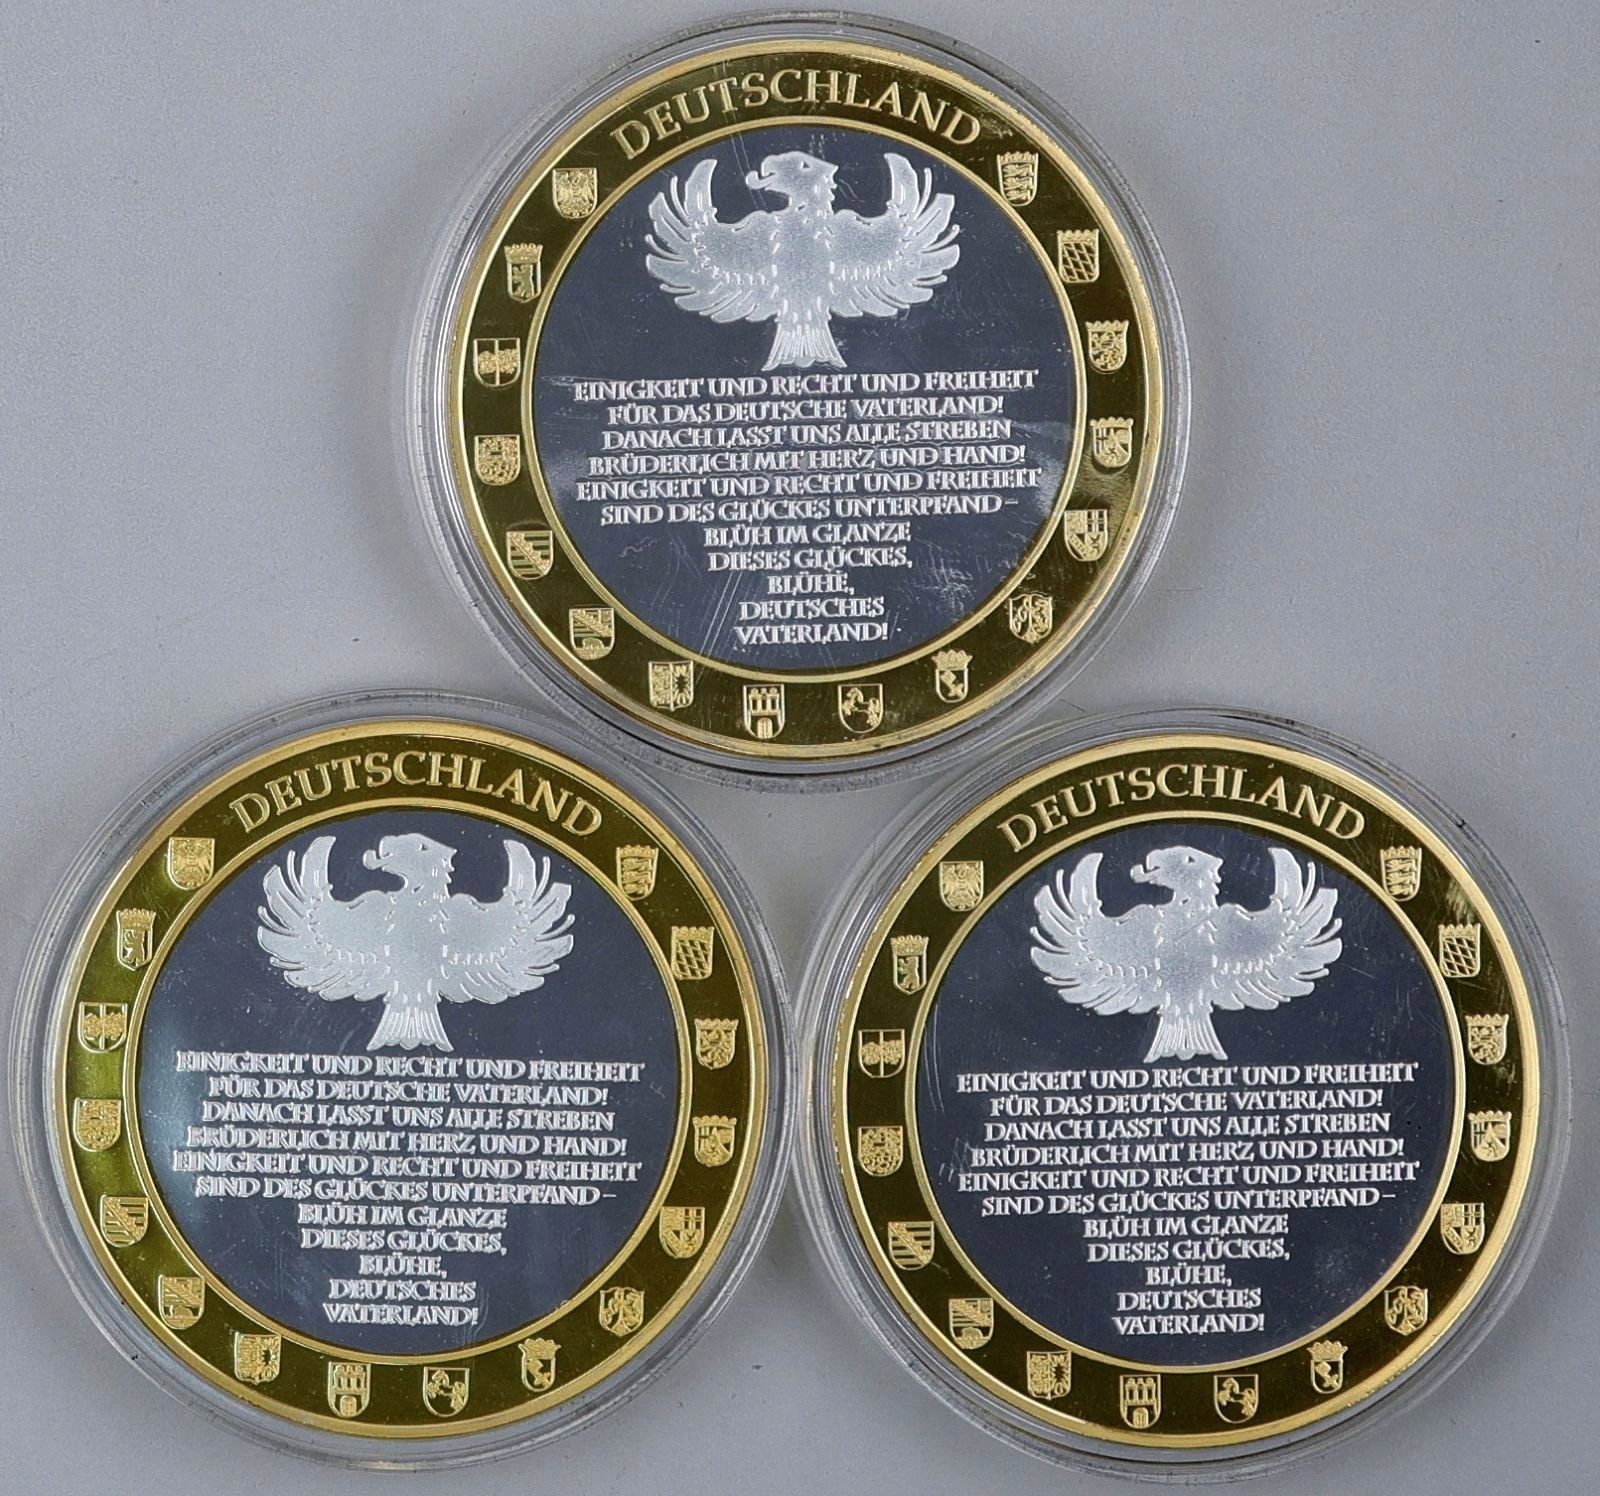 DEUTSCHLAND
EINIGKEIT UND RECHT UND FREIHEIT
FÜR DAS DEUTSCHE VATERLAND!
DANACH LASST UNS ALLE STREBEN
BRÜDERLICH MIT HERZ UND HAND!
EINIGKEIT UND RECHT UND FREIHEIT
SIND DES GLÜCKES UNTERPFAND –
BLÜH IM GLANZE
DIESES GLÜCKES,
BLÜHE,
DEUTSCHES
VATERLAND!
DEUTSCHLAND
EINIGKEIT UND RECHT UND FREIHEIT
FÜR DAS DEUTSCHE VATERLAND!
DANACH LASST UNS ALLE STREBEN
BRÜDERLICH MIT HERZ UND HAND!
EINIGKEIT UND RECHT UND FREIHEIT
SIND DES GLÜCKES UNTERPFAND –
BLÜH IM GLANZE
DIESES GLÜCKES,
BLÜHE,
DEUTSCHES
VATERLAND!
DEUTSCHLAND
EINIGKEIT UND RECHT UND FREIHEIT
FÜR DAS DEUTSCHE VATERLAND!
DANACH LASST UNS ALLE STREBEN
BRÜDERLICH MIT HERZ UND HAND!
EINIGKEIT UND RECHT UND FREIHEIT
SIND DES GLÜCKES UNTERPFAND –
BLÜH IM GLANZE
DIESES GLÜCKES,
BLÜHE,
DEUTSCHES
VATERLAND!